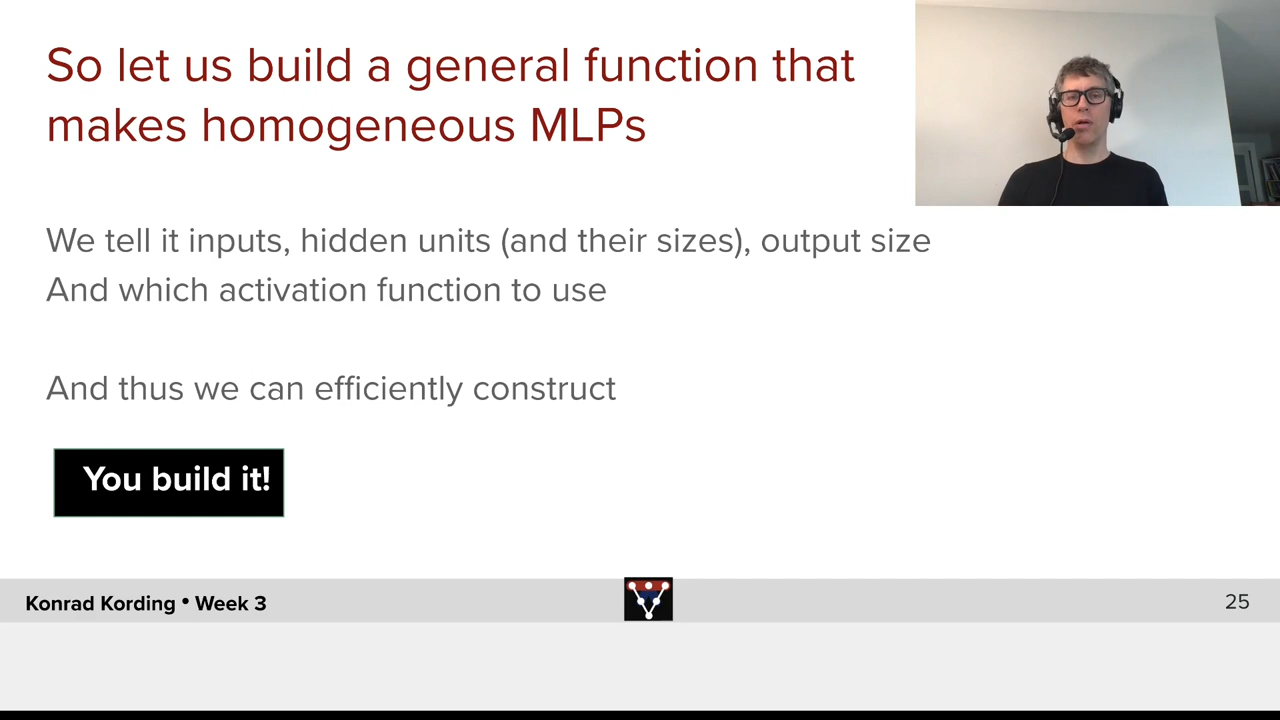 So let us build a general function that
makes homogeneous MLPs
We tell it inputs, hidden units (and their sizes), output size
And which activation function to use
And thus we can efficiently construct
You build it!
Konrad Kording • Week 3
25